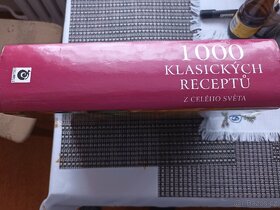 1000
KLASICKÝCH
RECEPTŮ
Z CELÉHO SVĚTA